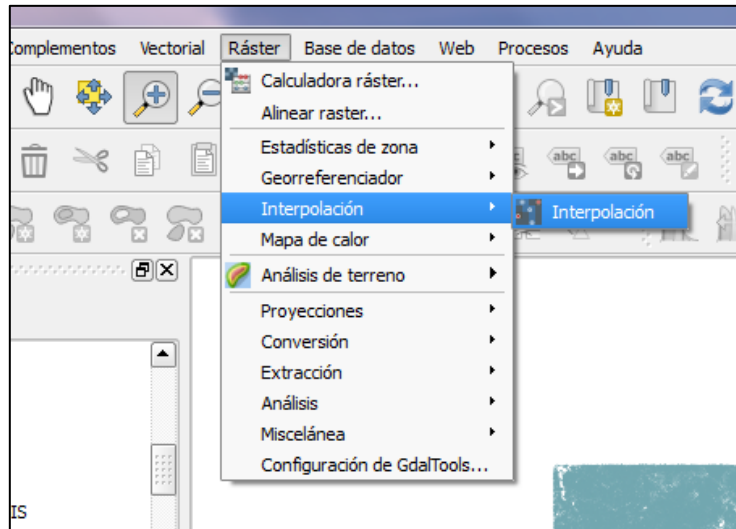 Complementos Vectorial Ráster Base de datos Web Procesos Ayuda
Calculadora ráster...
Alinear raster...
Estadísticas de zona
abc abc abc
Georreferenciador
Interpolación Interpolación
Mapa de calor
Análisis de terreno
Proyecciones
Conversión
Extracción
Análisis
Miscelánea
Configuración de GdalTools...
IS